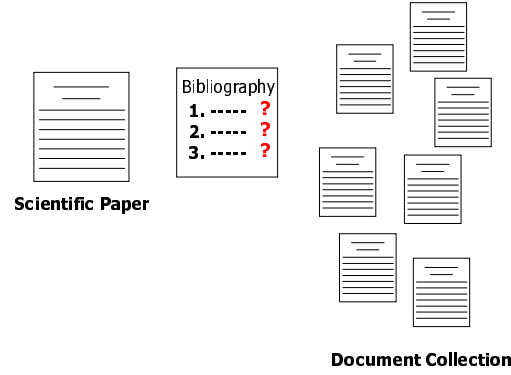 Bibliography
1. ----- ?
2. ----- ?
3. ----- ?
Scientific Paper
Document Collection